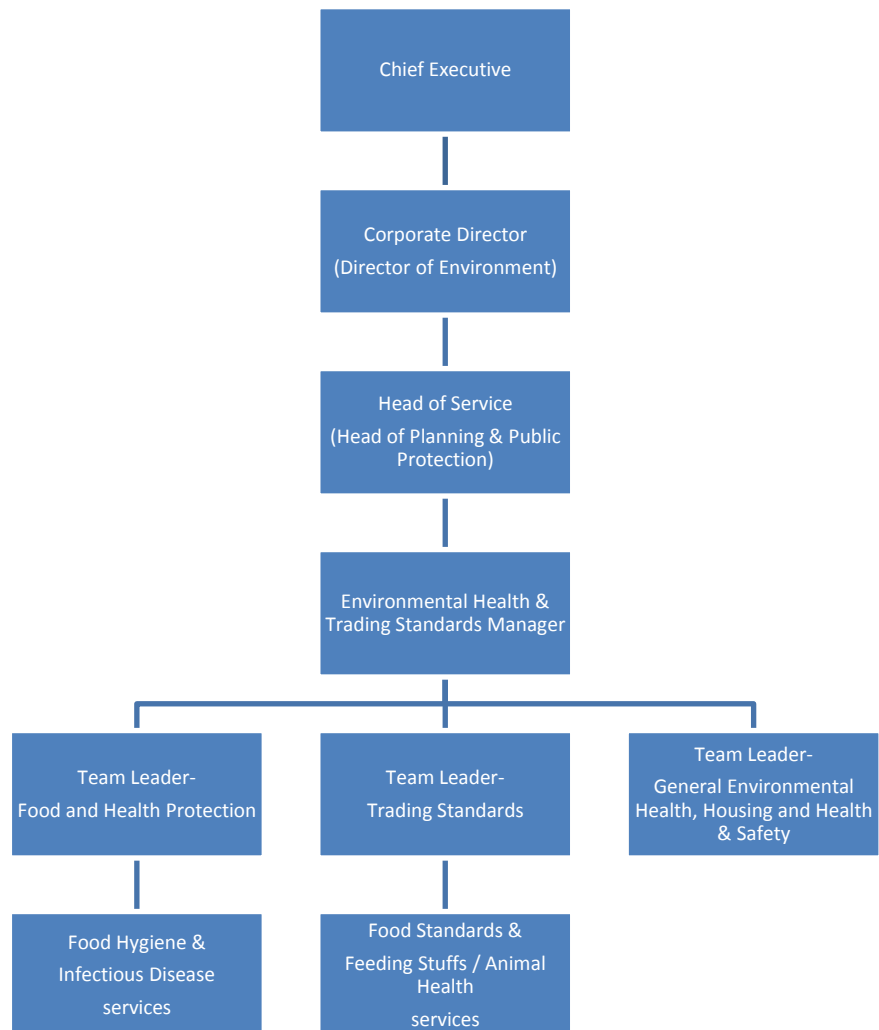 Chief Executive
Corporate Director
(Director of Environment)
Head of Service
(Head of Planning & Public
Protection)
Environmental Health &
Trading Standards Manager
Team Leader-
Food and Health Protection
Team Leader-
Trading Standards
Team Leader-
General Environmental
Health, Housing and Health
& Safety
Food Hygiene &
Infectious Disease
services
Food Standards &
Feeding Stuffs / Animal
Health
services